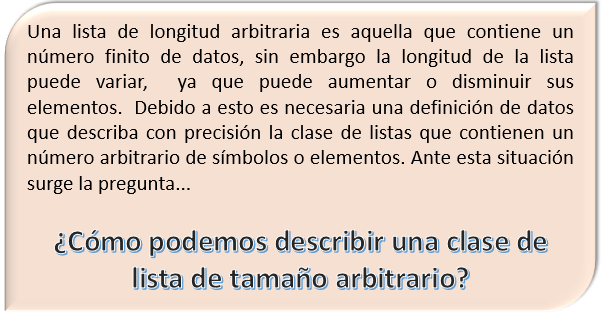 Una lista de longitud arbitraria es aquella que contiene un
número finito de datos, sin embargo la longitud de la lista
puede variar, ya que puede aumentar o disminuir sus
elementos. Debido a esto es necesaria una definición de datos
que describa con precisión la clase de listas que contienen un
número arbitrario de símbolos o elementos. Ante esta situación
surge la pregunta...
¿Cómo podemos describir una clase de
lista de tamaño arbitrario?